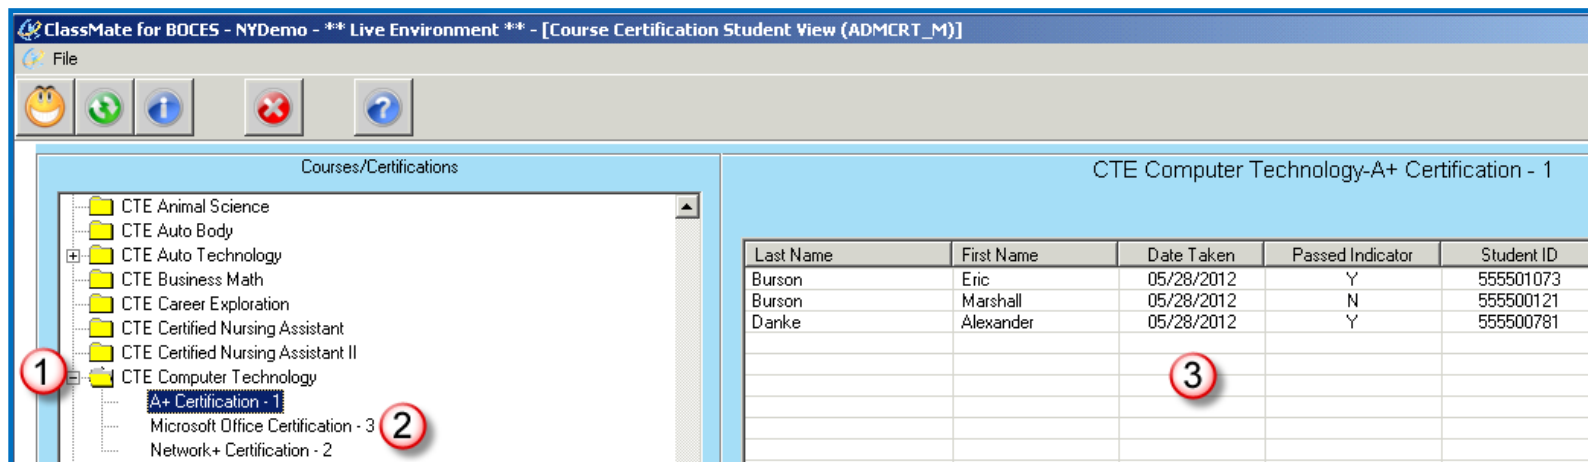 ClassMate for BOCES - NYDemo - ** Live Environment ** - [Course Certification Student View (ADMCRT_M)]
File
Courses/Certifications
CTE Animal Science
CTE Auto Body
CTE Auto Technology
CTE Business Math
CTE Career Exploration
CTE Certified Nursing Assistant
CTE Certified Nursing Assistant II
1 CTE Computer Technology
A+ Certification - 1
Microsoft Office Certification - 3 2
Network+ Certification - 2
CTE Computer Technology-A+ Certification - 1
Last Name First Name Date Taken Passed Indicator Student ID
Burson Eric 05/28/2012 Y 555501073
Burson Marshall 05/28/2012 N 555500121
Danke Alexander 05/28/2012 Y 555500781
3